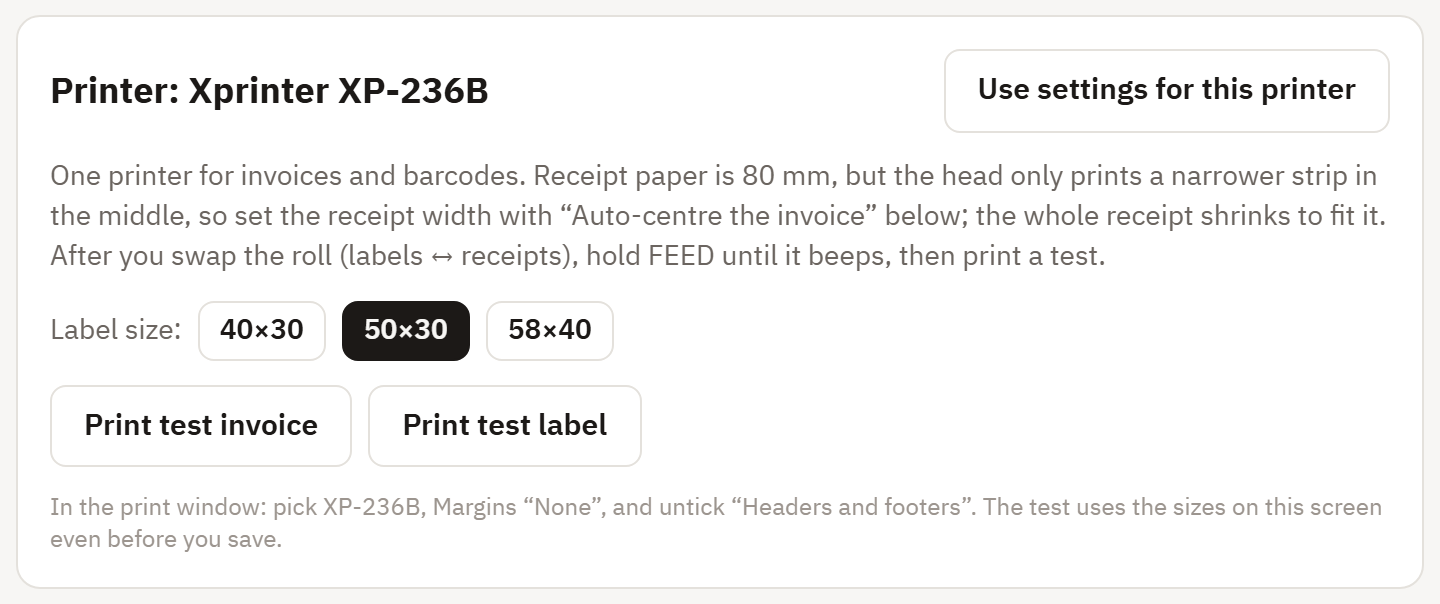 Printer: Xprinter XP-236B
Use settings for this printer
One printer for invoices and barcodes. Receipt paper is 80 mm, but the head only prints a narrower strip in
the middle, so set the receipt width with “Auto-centre the invoice” below; the whole receipt shrinks to fit it.
After you swap the roll (labels ↔ receipts), hold FEED until it beeps, then print a test.
Label size: 40×30 50×30 58×40
Print test invoice Print test label
In the print window: pick XP-236B, Margins “None”, and untick “Headers and footers”. The test uses the sizes on this screen
even before you save.